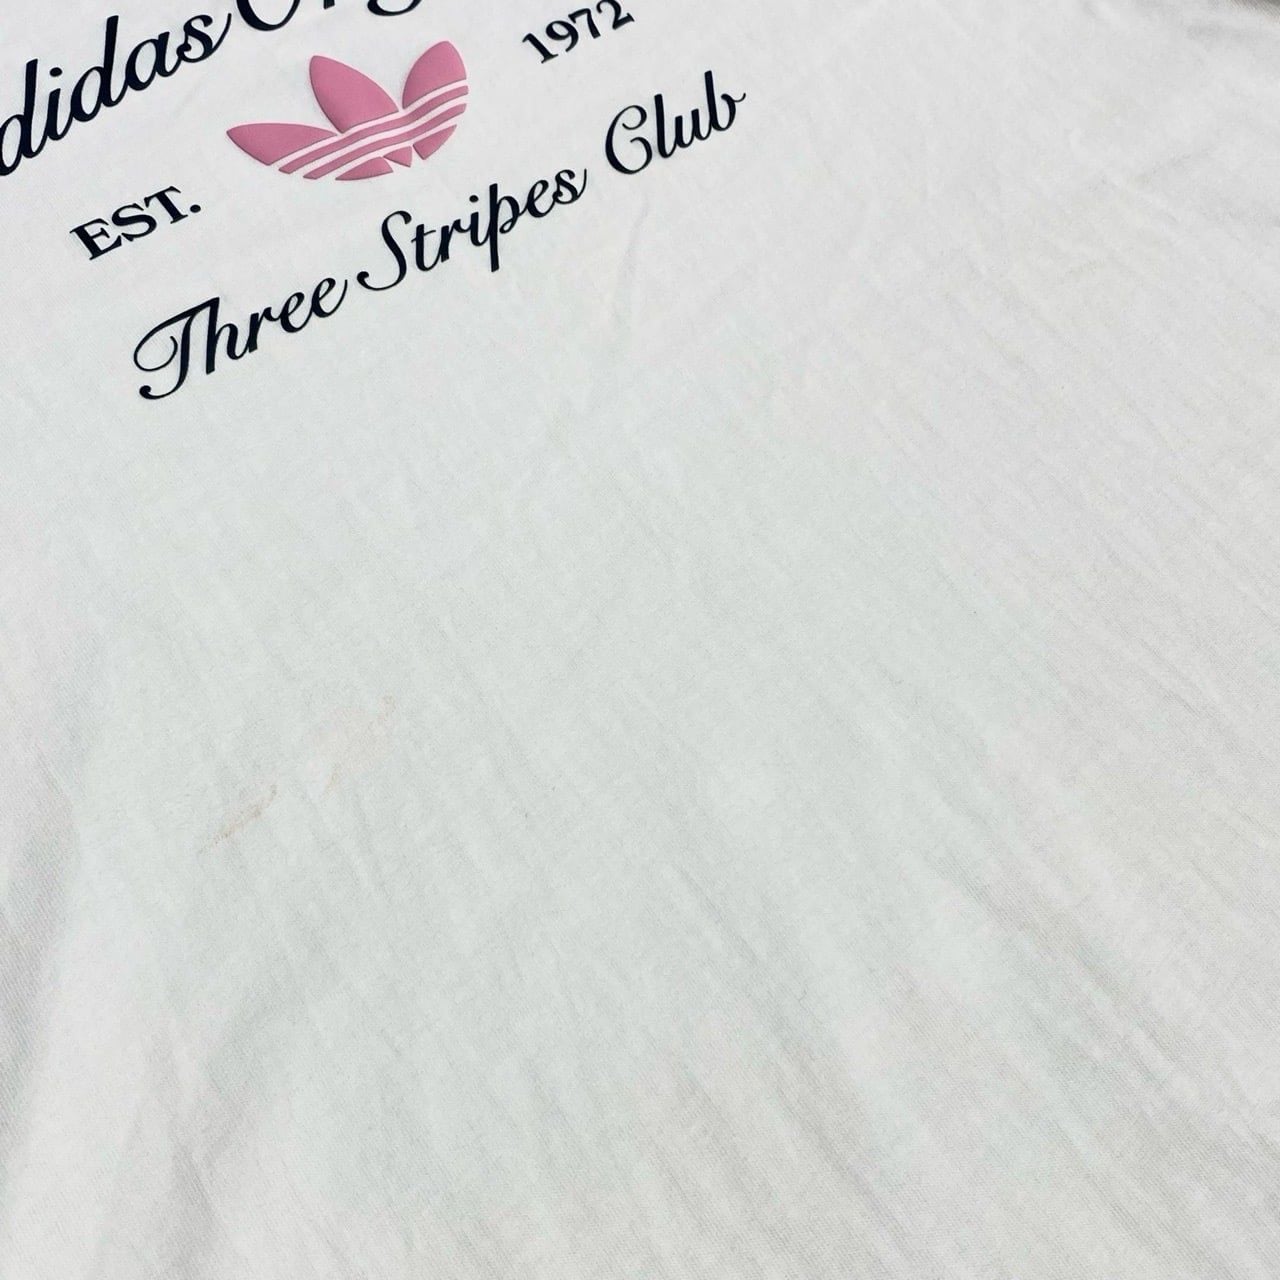 EST. 1972
Three Stripes Club